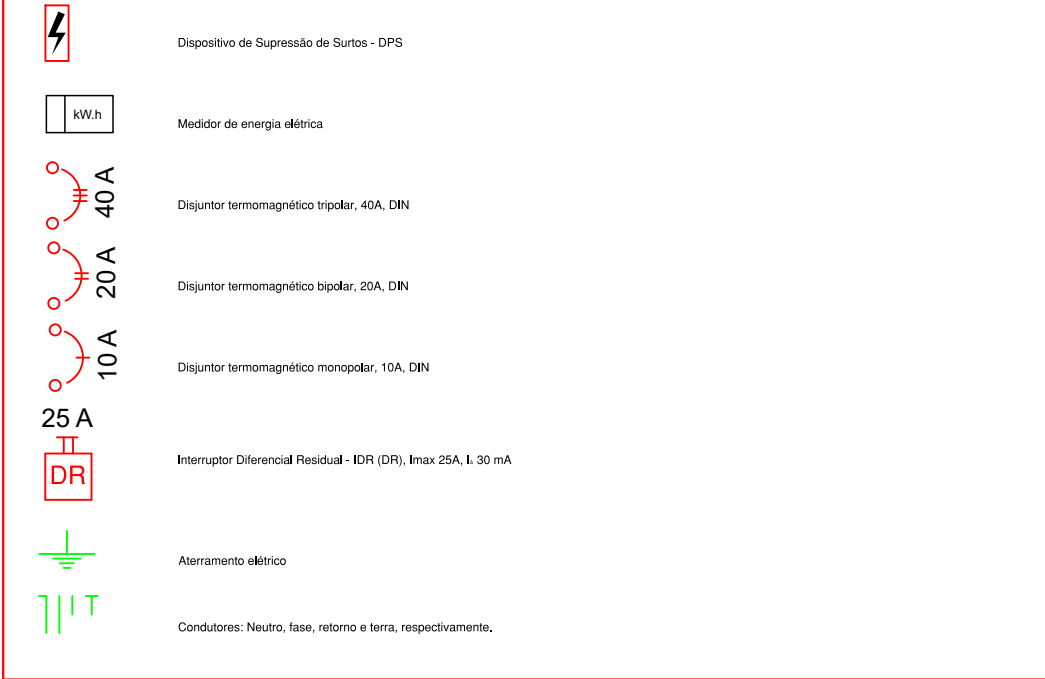 Dispositivo de Supressão de Surtos - DPS
kW.h
Medidor de energia elétrica
40 A
Disjuntor termomagnético tripolar, 40A, DIN
20 A
Disjuntor termomagnético bipolar, 20A, DIN
10 A
Disjuntor termomagnético monopolar, 10A, DIN
25 A
DR
Interruptor Diferencial Residual - IDR (DR), Imax 25A, I 30 mA
Aterramento elétrico
Condutores: Neutro, fase, retorno e terra, respectivamente.